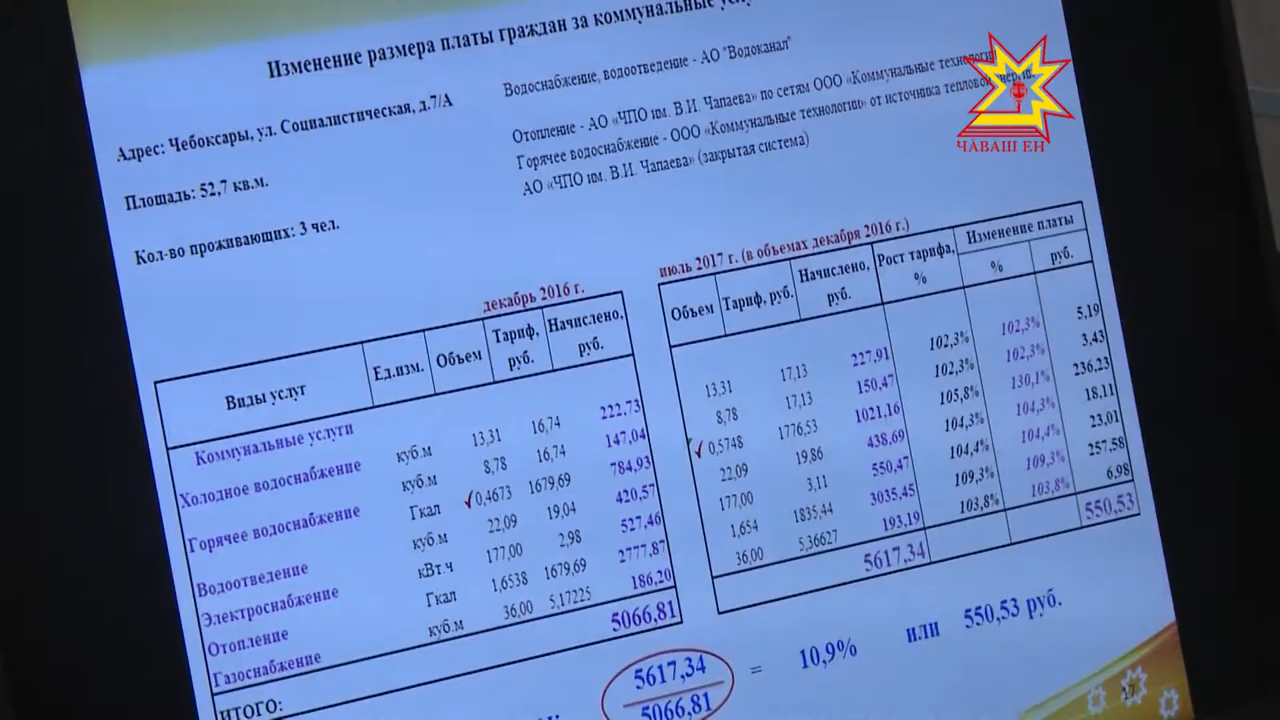 Изменение размера платы граждан за коммунальные
Адрес: Чебоксары, ул. Социалистическая, д.7/А
Площадь: 52,7 кв.м.
Кол-во проживающих: 3 чел.
Водоснабжение, водоотведение - АО "Водоканал"
Отопление - АО «ЧПО им. В.И. Чапаева» по сетям ООО «Коммунальные
Горячее водоснабжение - ООО «Коммунальные технологии» от источника тепловой
АО «ЧПО им. В.И. Чапаева» (закрытая система)
ЧӐВАШ ЕН
декабрь 2016 г.
июль 2017 г. (в объемах декабря 2016 г.)
Виды услуг Ед.изм. Объем Тариф, руб. Начислено, руб. Объем Тариф, руб. Начислено, руб. Рост тарифа, % Изменение платы % руб.
Коммунальные услуги
Холодное водоснабжение куб.м 13,31 16,74 222,73 13,31 17,13 227,91 102,3% 102,3% 5,19
Горячее водоснабжение куб.м 8,78 16,74 147,04 8,78 17,13 150,47 102,3% 102,3% 3,43
Гкал 0,4673 1679,69 784,93 0,5748 1776,53 1021,16 105,8% 130,1% 236,23
Водоотведение куб.м 22,09 19,04 420,57 22,09 19,86 438,69 104,3% 104,3% 18,11
Электроснабжение кВт.ч 177,00 2,98 527,46 177,00 3,11 550,47 104,4% 104,4% 23,01
Отопление Гкал 1,6538 1679,69 2777,87 1,654 1835,44 3035,45 109,3% 109,3% 257,58
Газоснабжение куб.м 36,00 5,17225 186,20 36,00 5,36627 193,19 103,8% 103,8% 6,98
ИТОГО: 5066,81 5617,34 550,53
5617,34
5066,81
= 10,9% или 550,53 руб.
17